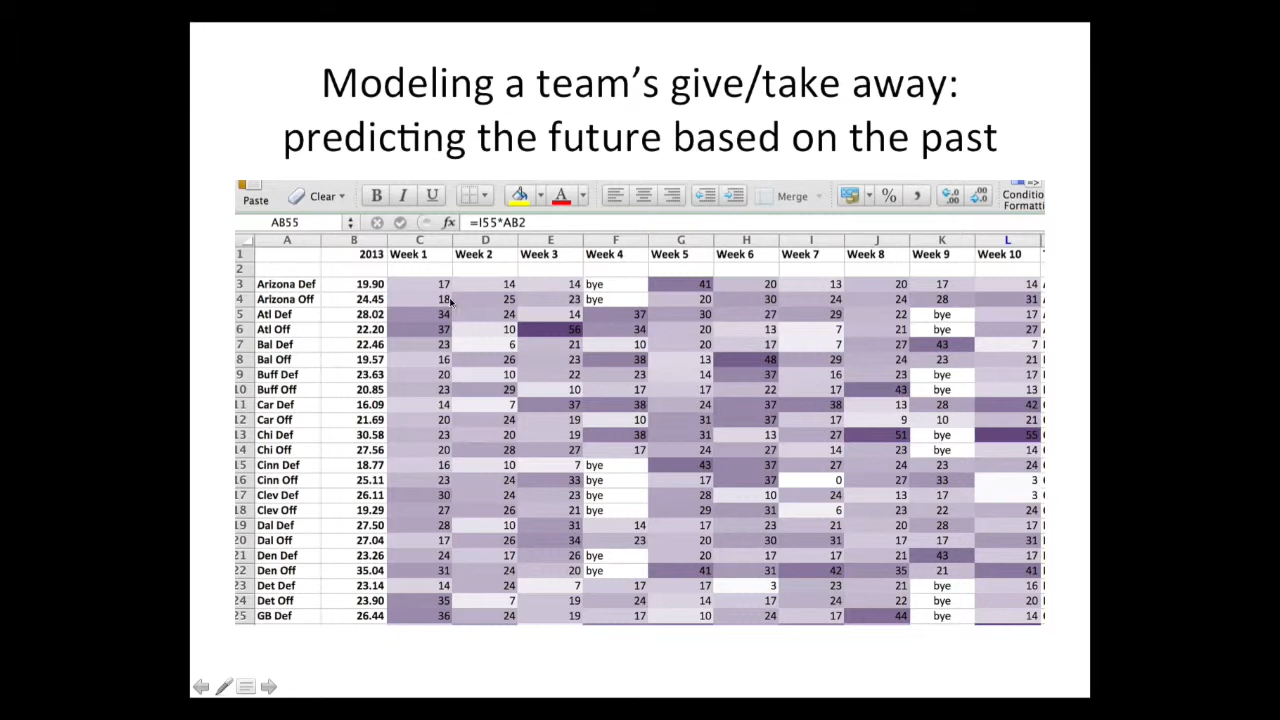 Modeling a team's give/take away:
predicting the future based on the past
Paste Clear B I U A Merge % , Conditio
Formatti
AB55 fx =I55*AB2
A B C D E F G H I J K L
1 2013 Week 1 Week 2 Week 3 Week 4 Week 5 Week 6 Week 7 Week 8 Week 9 Week 10
2
3 Arizona Def 19.90 17 14 14 bye 41 20 13 20 17 14
4 Arizona Off 24.45 18 25 23 bye 20 30 24 24 28 31
5 Atl Def 28.02 34 24 14 37 30 27 29 22 bye 17
6 Atl Off 22.20 37 10 56 34 20 13 7 21 bye 27
7 Bal Def 22.46 23 6 21 10 20 17 7 27 43 7
8 Bal Off 19.57 16 26 23 38 13 48 29 24 23 21
9 Buff Def 23.63 20 10 22 23 14 37 16 23 bye 17
10 Buff Off 20.85 23 29 10 17 17 22 17 43 bye 13
11 Car Def 16.09 14 7 37 38 24 37 38 13 28 42
12 Car Off 21.69 20 24 19 10 31 37 17 9 10 21
13 Chi Def 30.58 23 20 19 38 31 13 27 51 bye 55
14 Chi Off 27.56 20 28 27 17 24 27 14 23 bye 14
15 Cinn Def 18.77 16 10 7 bye 43 37 27 24 23 24
16 Cinn Off 25.11 23 24 33 bye 17 37 0 27 33 3
17 Clev Def 26.11 30 24 23 bye 28 10 24 13 17 3
18 Clev Off 19.29 27 26 21 bye 29 31 6 23 22 24
19 Dal Def 27.50 28 10 31 14 17 23 21 20 28 17
20 Dal Off 27.04 17 26 34 23 20 30 31 17 17 31
21 Den Def 23.26 24 17 26 bye 20 17 17 21 43 17
22 Den Off 35.04 31 24 20 bye 41 31 42 35 21 41
23 Det Def 23.14 14 24 7 17 17 3 23 21 bye 16
24 Det Off 23.90 35 7 19 24 14 17 24 22 bye 20
25 GB Def 26.44 36 24 19 17 10 24 17 44 bye 14